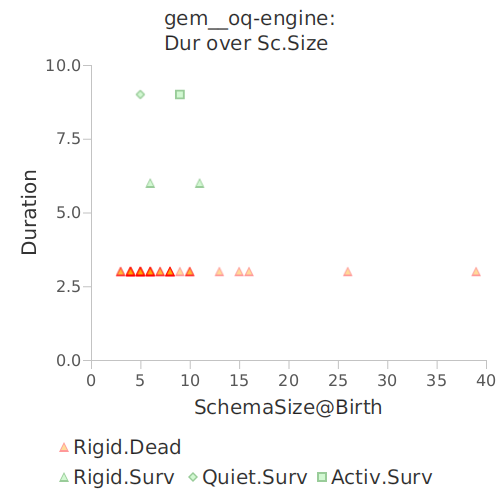 gem__oq-engine:
Dur over Sc.Size
10.0
7.5
5.0
2.5
0.0
Duration
0 5 10 15 20 25 30 35 40
SchemaSize@Birth
Rigid.Dead
Rigid.Surv Quiet.Surv Activ.Surv